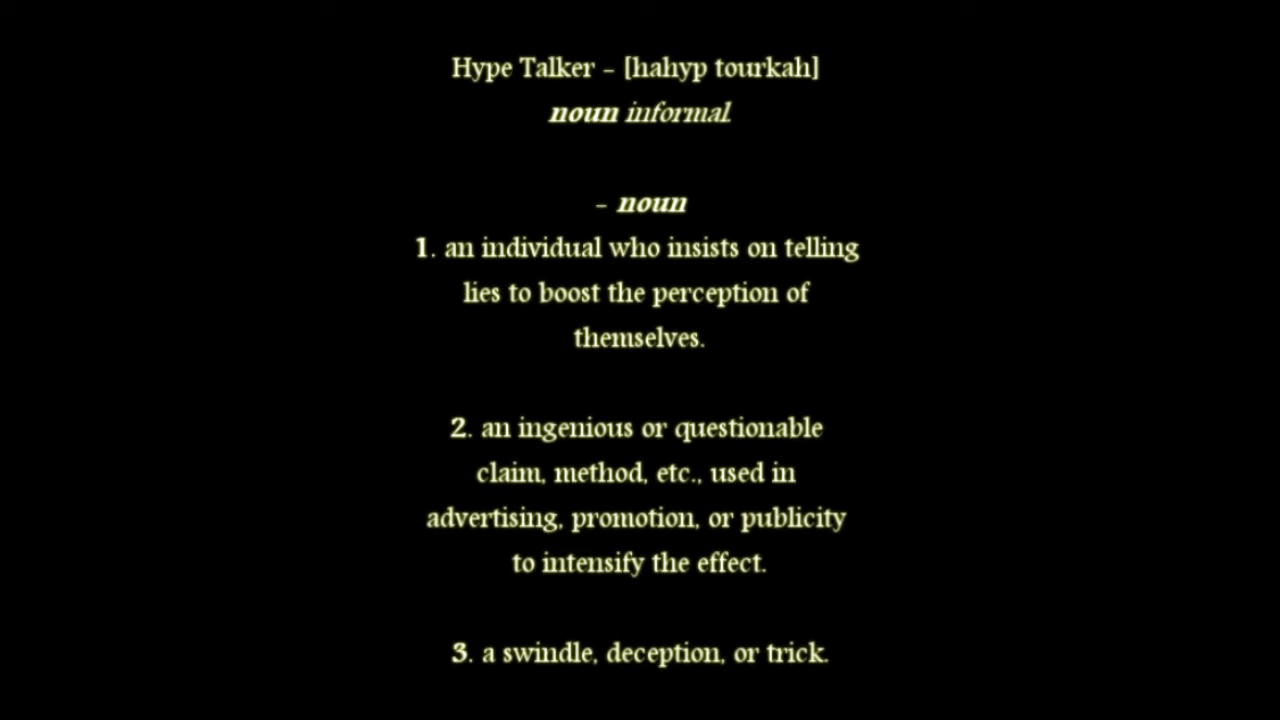 Hype Talker - [hahyp tourkah]
noun informal.
- noun
1. an individual who insists on telling
lies to boost the perception of
themselves.
2. an ingenious or questionable
claim, method, etc., used in
advertising, promotion, or publicity
to intensify the effect.
3. a swindle, deception, or trick.